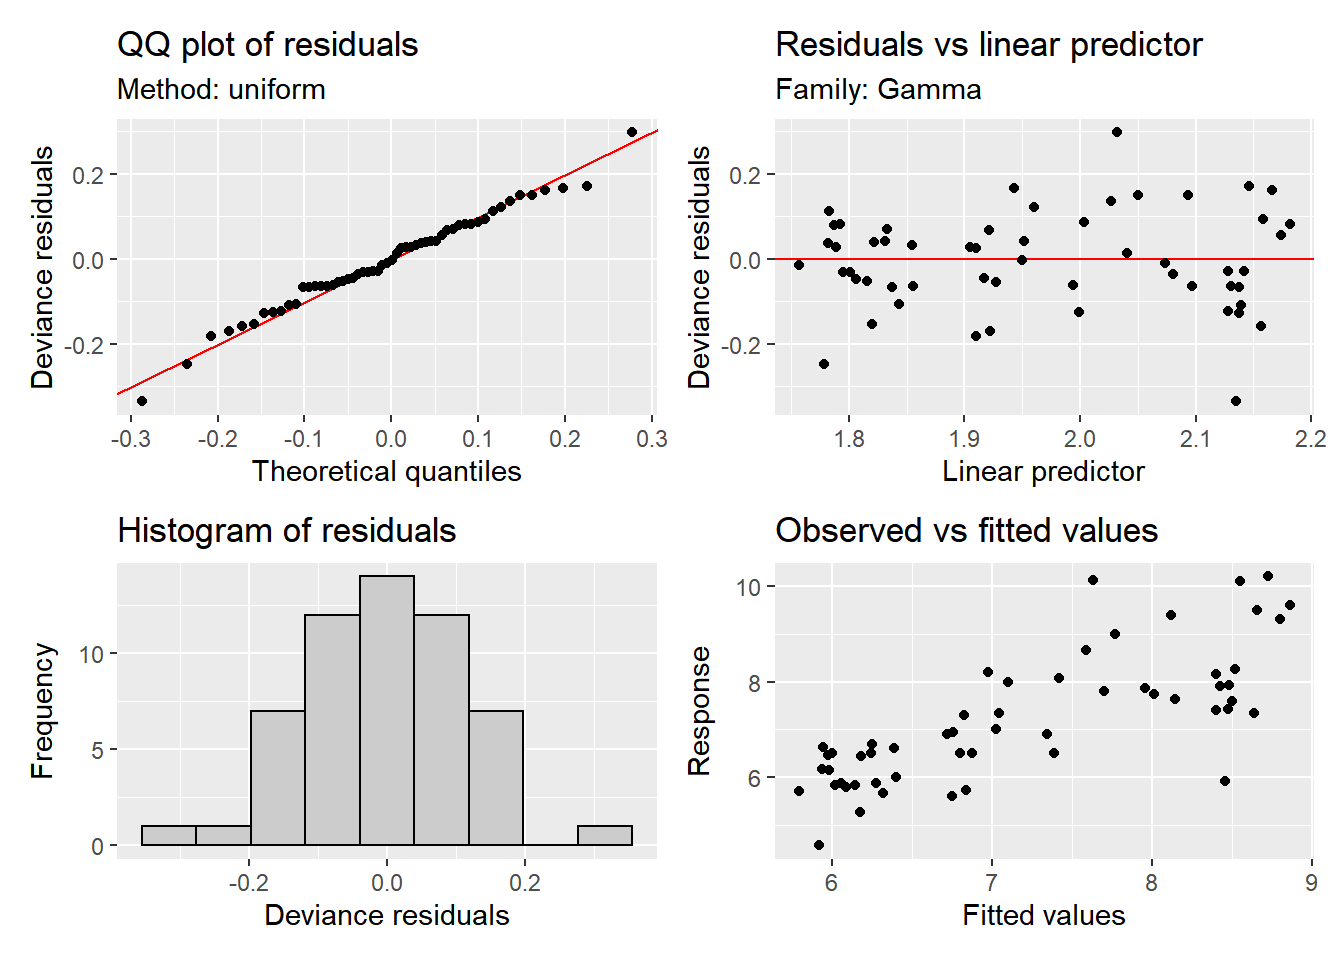 QQ plot of residuals
Method: uniform
Deviance residuals
0.2
0.0
-0.2
-0.3
-0.2
-0.1
0.0
0.1
0.2
0.3
Theoretical quantiles
Residuals vs linear predictor
Family: Gamma
Deviance residuals
0.2
0.0
-0.2
1.8
1.9
2.0
2.1
2.2
Linear predictor
Histogram of residuals
Frequency
10
5
0
-0.2
0.0
0.2
Deviance residuals
Observed vs fitted values
Response
10
8
6
6
7
8
9
Fitted values